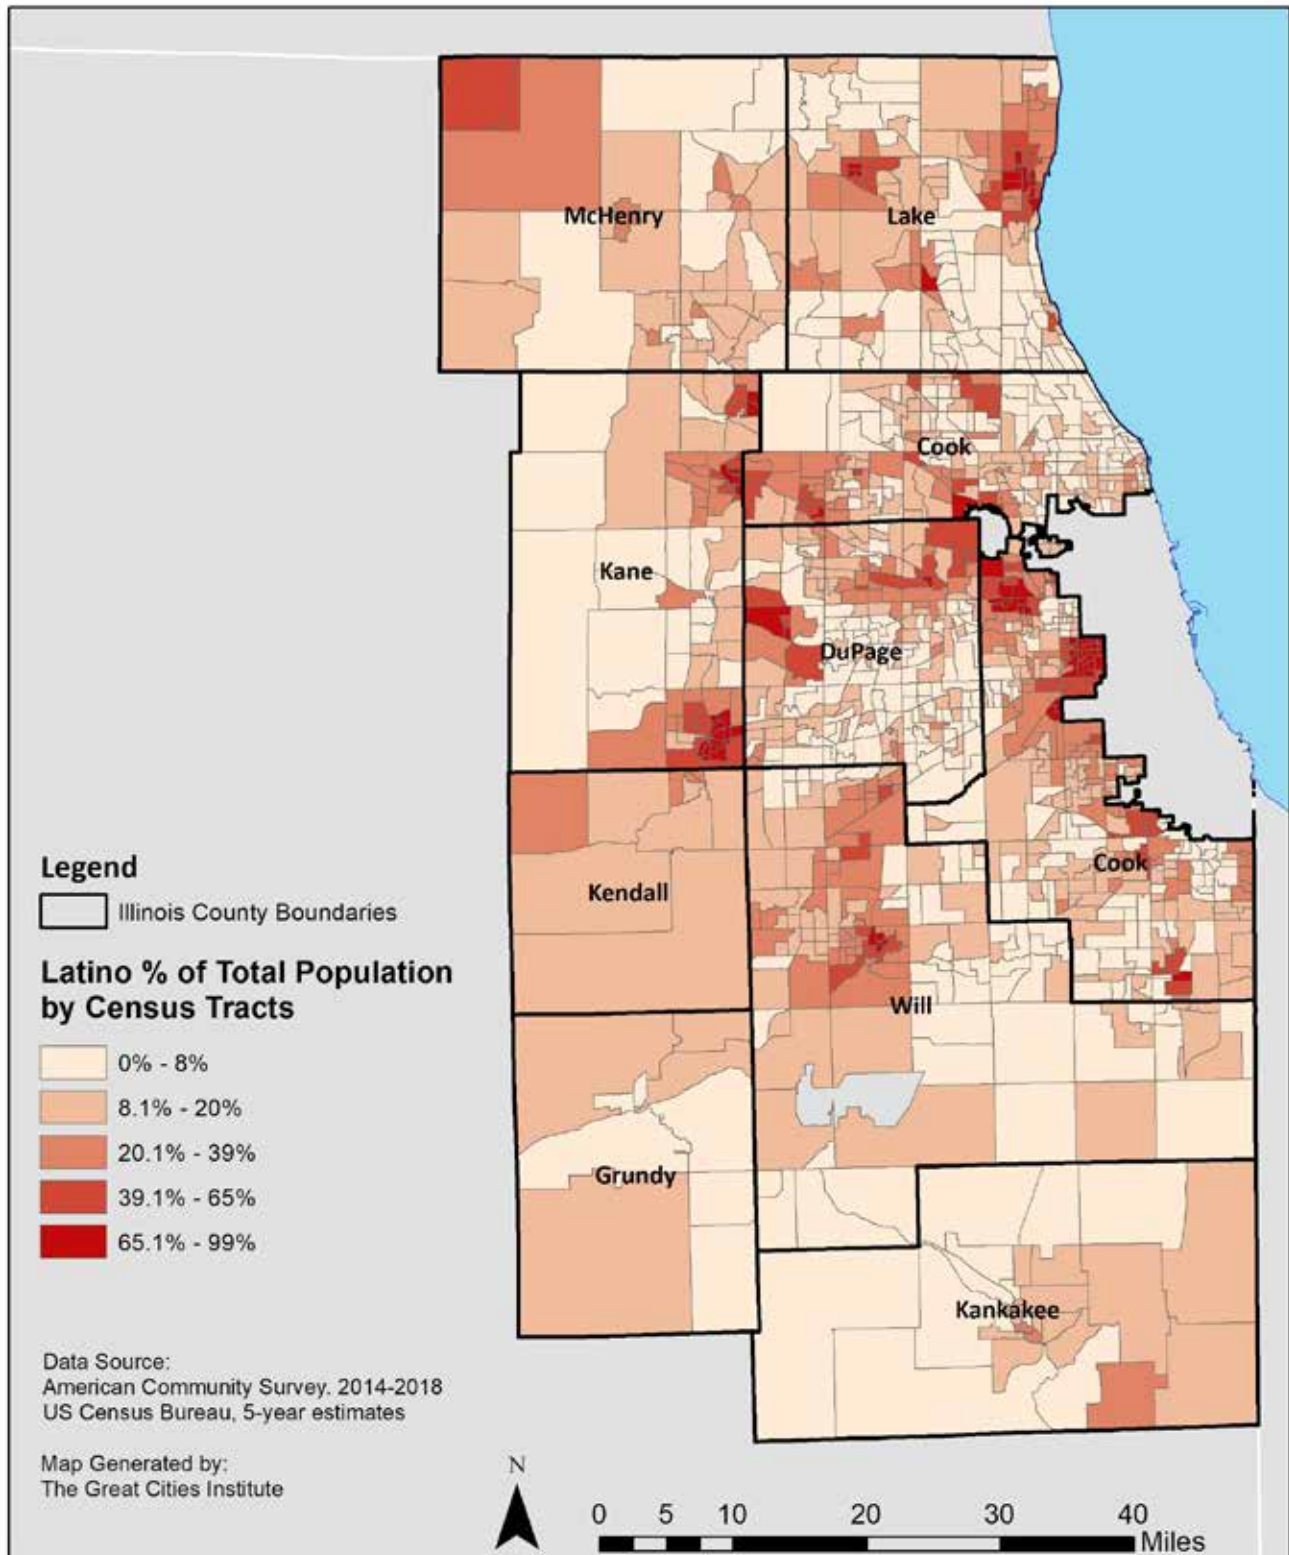 McHenry
Lake
Cook
Kane
DuPage
Legend
Illinois County Boundaries
Kendall
Cook
Latino % of Total Population
by Census Tracts
Will
0% - 8%
8.1% - 20%
20.1% - 39%
39.1% - 65%
65.1% - 99%
Grundy
Kankakee
Data Source:
American Community Survey. 2014-2018
US Census Bureau, 5-year estimates
Map Generated by:
The Great Cities Institute
N
0 5 10 20 30 40
Miles